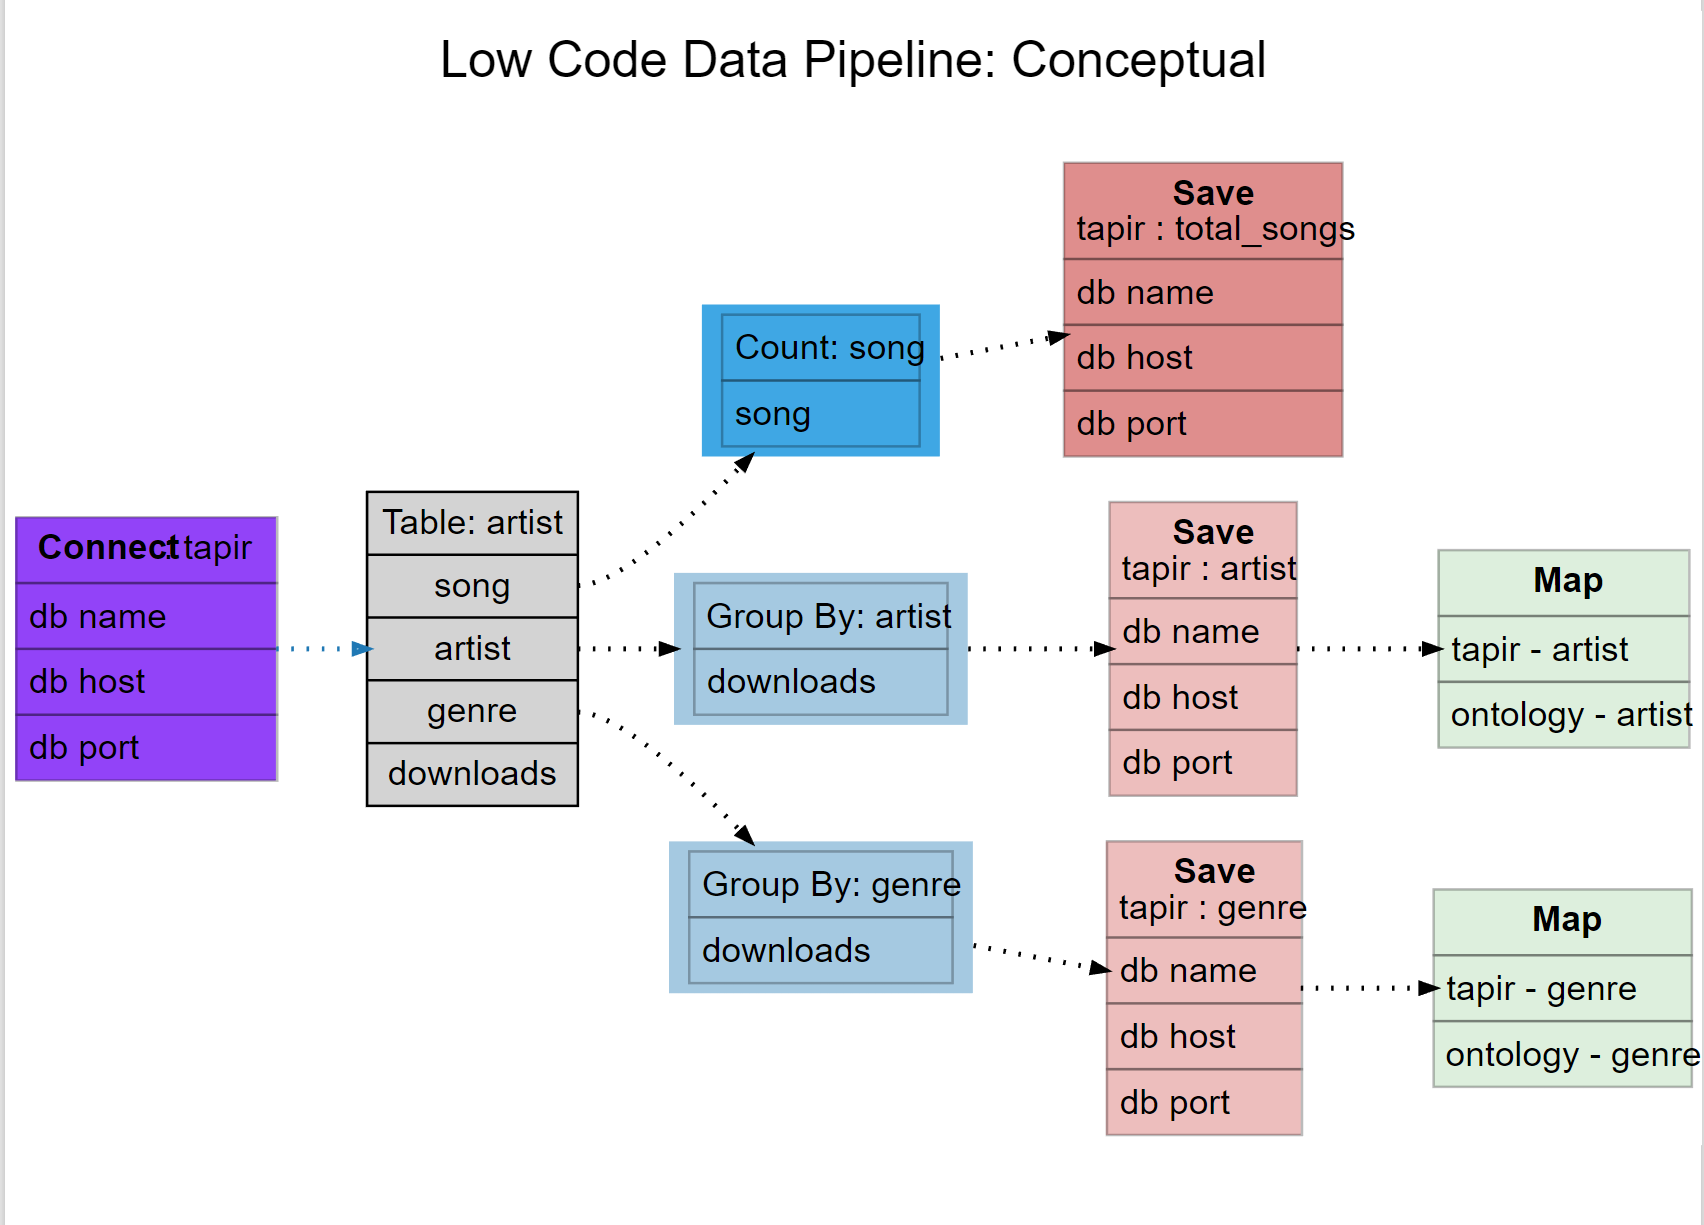 Low Code Data Pipeline: Conceptual
Connect: tapir
db name
db host
db port
Table: artist
song
artist
genre
downloads
Count: song
song
Group By: artist
downloads
Group By: genre
downloads
Save
tapir : total_songs
db name
db host
db port
Save
tapir : artist
db name
db host
db port
Save
tapir : genre
db name
db host
db port
Map
tapir - artist
ontology - artist
Map
tapir - genre
ontology - genre